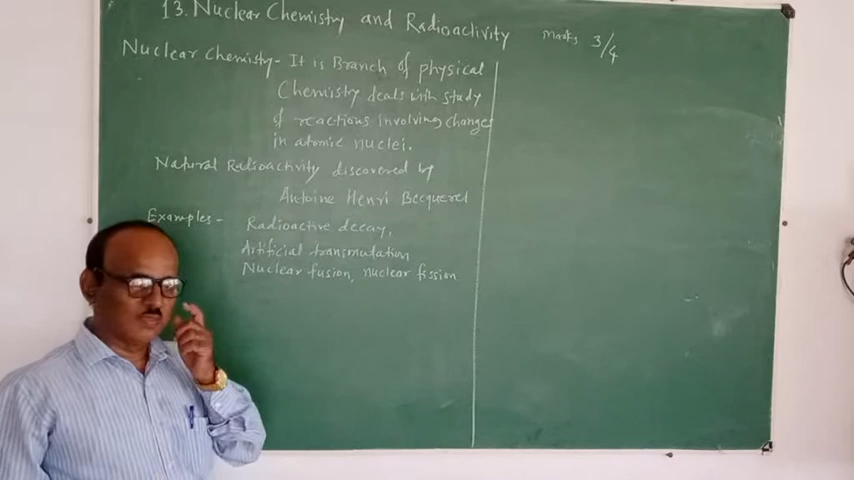 13. Nuclear Chemistry and Radioactivity Marks 3/4
Nuclear Chemistry - It is Branch of physical
Chemistry deals with study
of reactions involving changes
in atomic nuclei.
Natural Radioactivity discovered by
Antoine Henri Becquerel
Examples - Radioactive decay,
Artificial transmutation
Nuclear fusion, nuclear fission